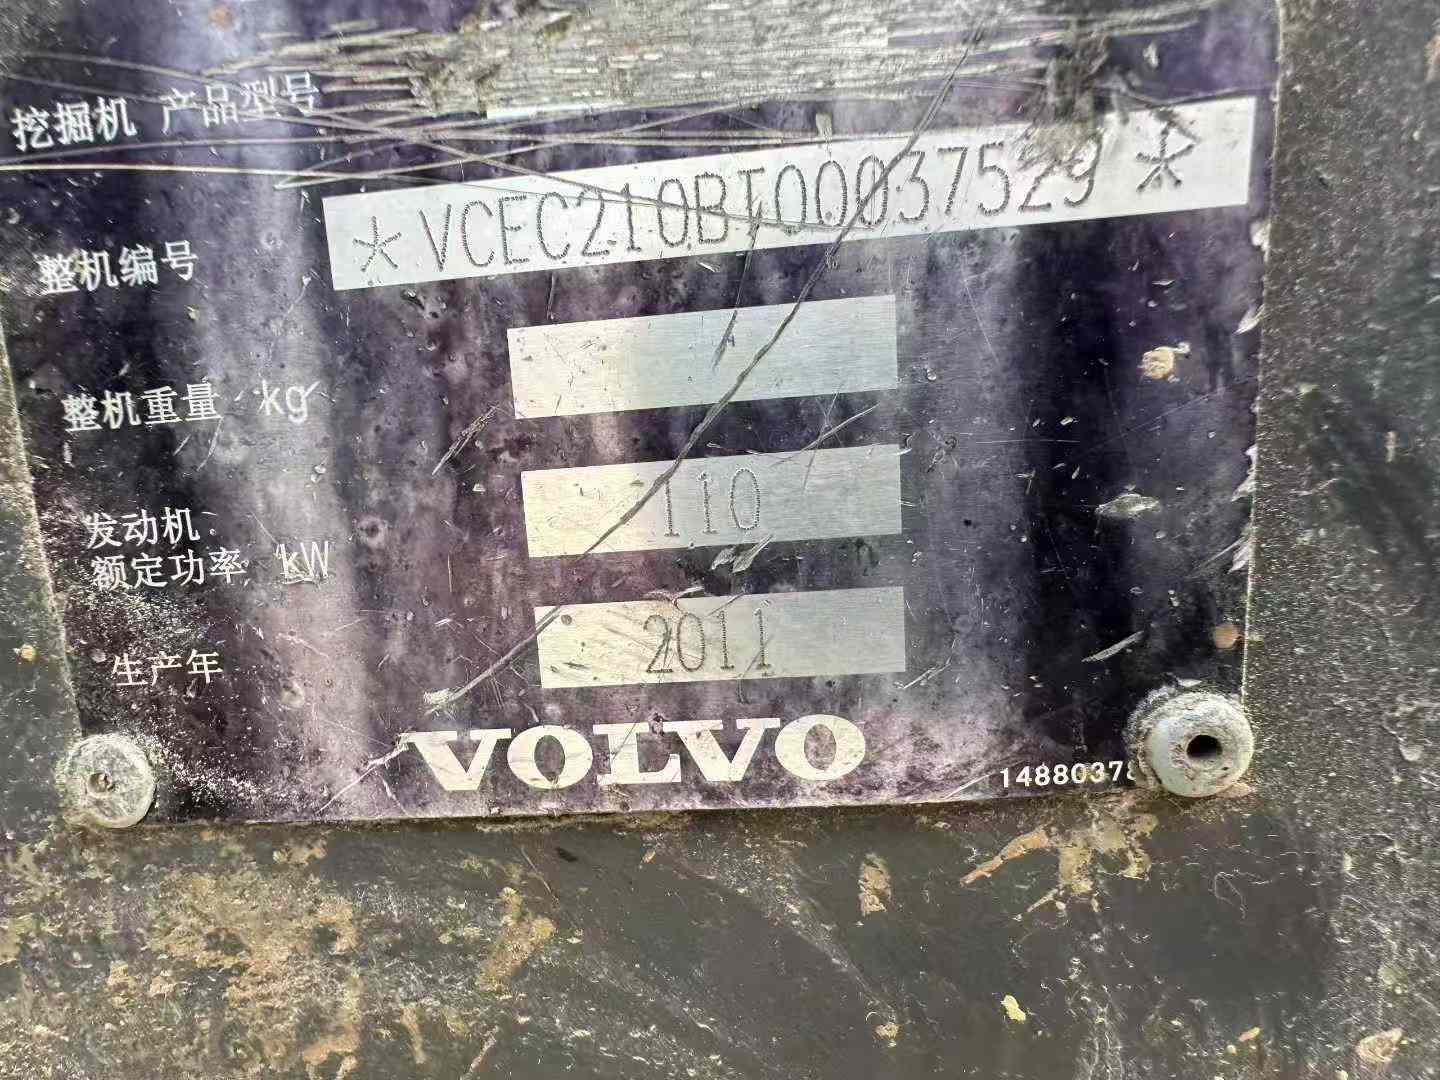 挖掘机 产品型号
整机编号 *VCEC210BT00037529*
整机重量 kg
发动机
额定功率 kW 110
生产年 2011
VOLVO
1488037